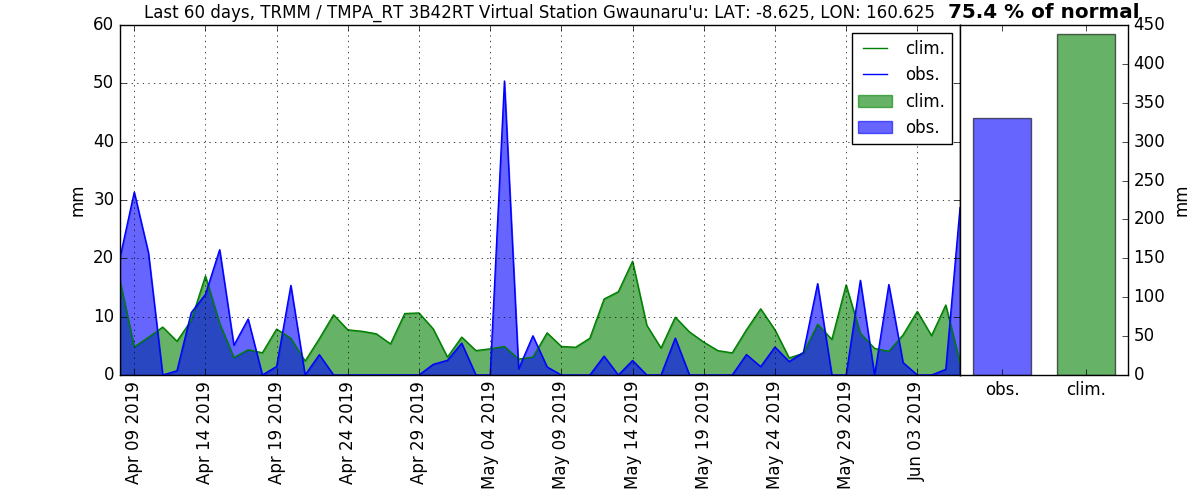 Last 60 days, TRMM / TMPA_RT 3B42RT Virtual Station Gwaunaru'u: LAT: -8.625, LON: 160.625
75.4 % of normal
60
50
40
30
20
10
0
mm
clim.
obs.
clim.
obs.
Apr 09 2019
Apr 14 2019
Apr 19 2019
Apr 24 2019
Apr 29 2019
May 04 2019
May 09 2019
May 14 2019
May 19 2019
May 24 2019
May 29 2019
Jun 03 2019
450
400
350
300
250
200
150
100
50
0
mm
obs.
clim.